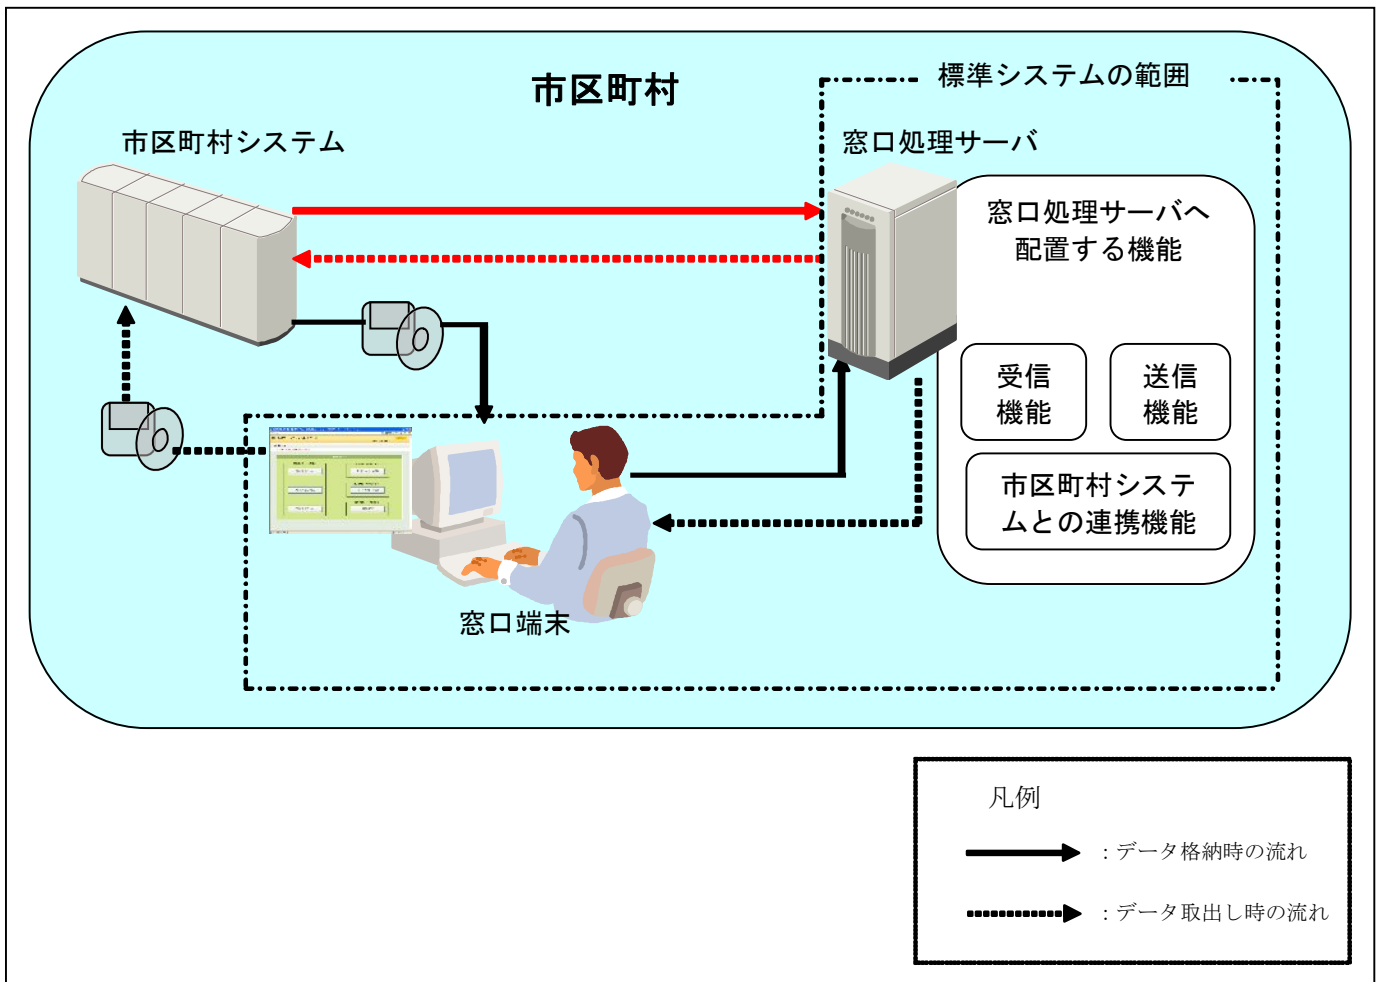 市区町村
標準システムの範囲
市区町村システム
窓口処理サーバ
窓口処理サーバへ
配置する機能
受信
機能
送信
機能
市区町村システ
ムとの連携機能
窓口端末
凡例
：データ格納時の流れ
：データ取出し時の流れ